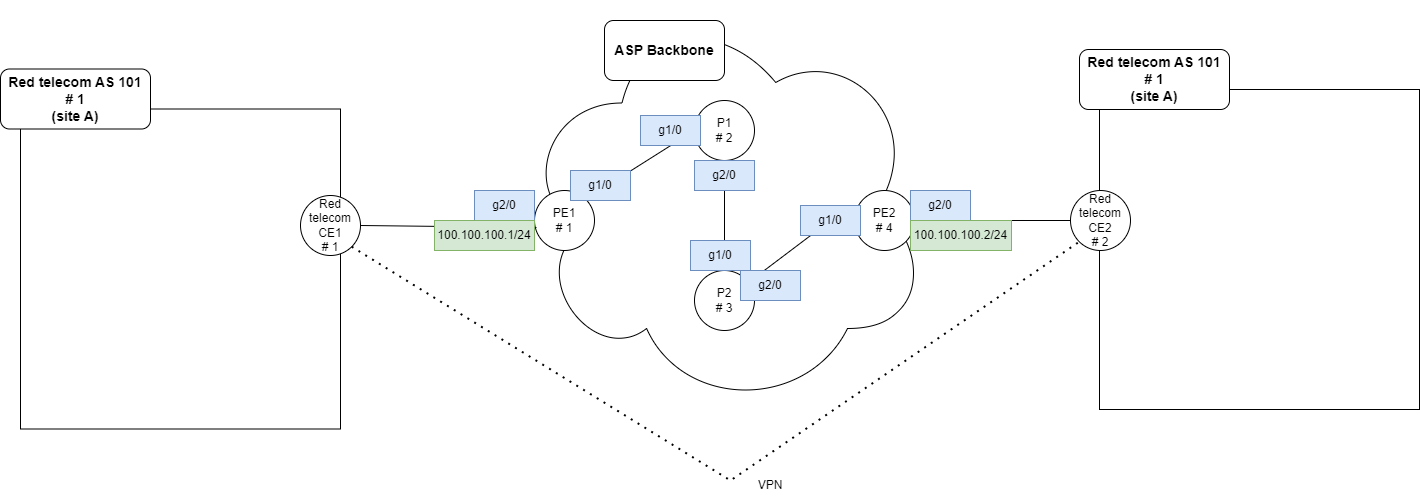 ASP Backbone
Red telecom AS 101
# 1
(site A)
Red telecom AS 101
# 1
(site A)
g1/0
P1
# 2
g1/0
g2/0
g2/0
PE1
# 1
100.100.100.1/24
Red
telecom
CE1
# 1
g1/0
PE2
# 4
g2/0
100.100.100.2/24
Red
telecom
CE2
# 2
g1/0
P2
# 3
g2/0
VPN